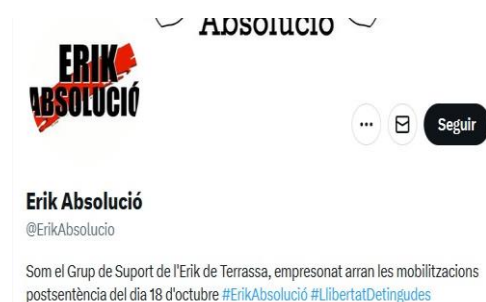 Absolució
ERIK
ABSOLUCIÓ
Seguir
Erik Absolució
@ErikAbsolucio
Som el Grup de Suport de l'Erik de Terrassa, empresonat arran les mobilitzacions
postsentència del dia 18 d'octubre #ErikAbsolució #LlibertatDetingudes